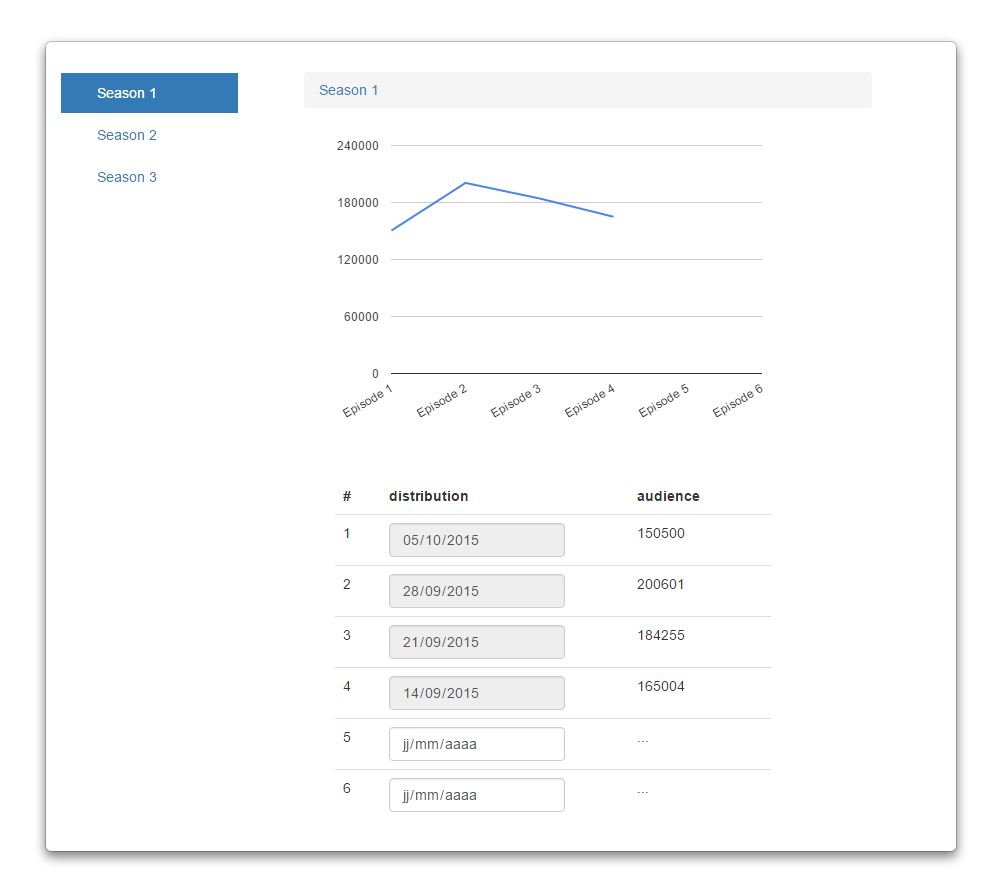 Season 1
Season 2
Season 3
Season 1
240000
180000
120000
60000
0
Episode 1 Episode 2 Episode 3 Episode 4 Episode 5 Episode 6
# distribution audience
1 05/10/2015 150500
2 28/09/2015 200601
3 21/09/2015 184255
4 14/09/2015 165004
5 jj/mm/aaaa ...
6 jj/mm/aaaa ...